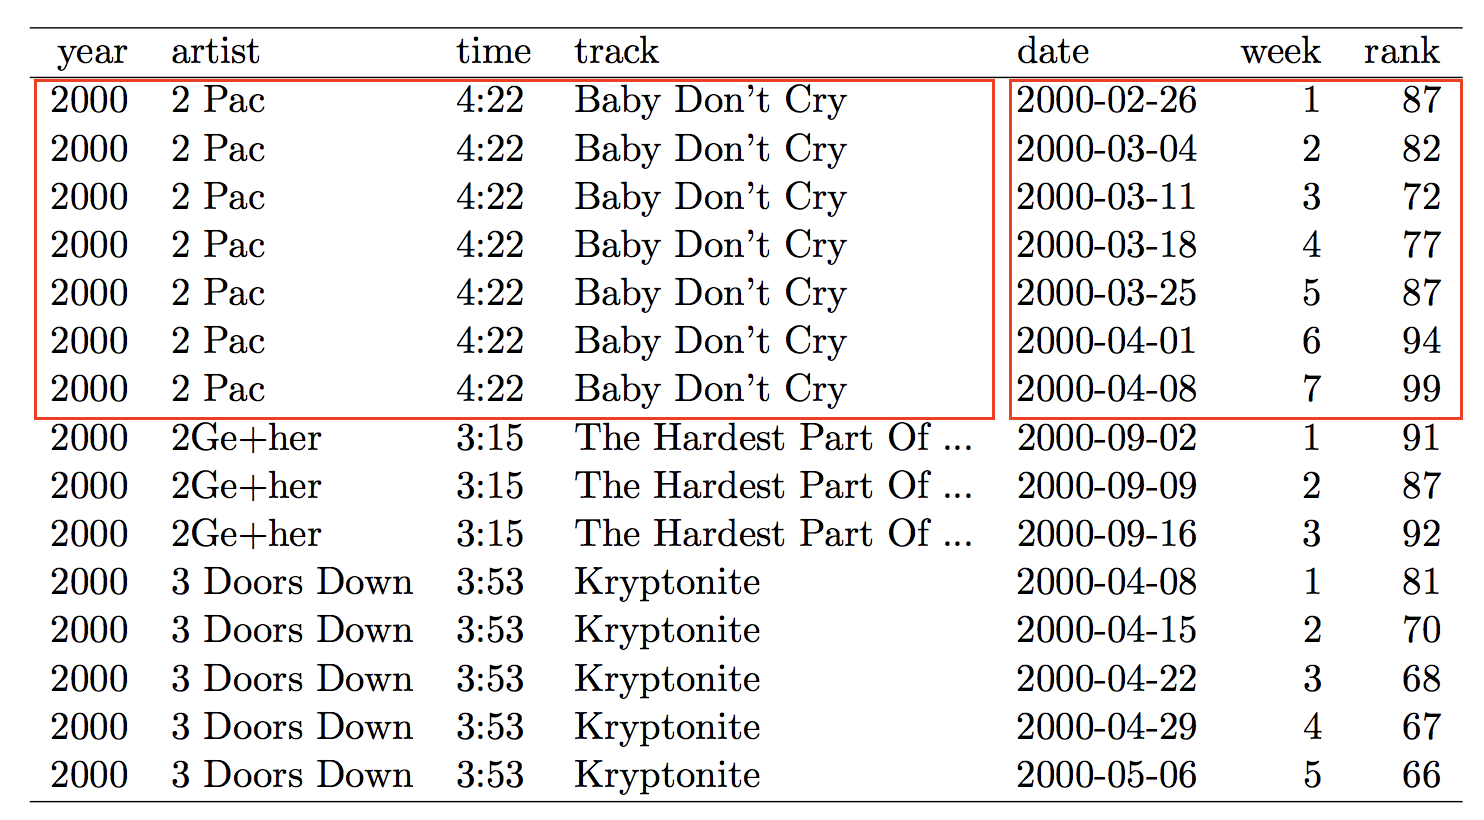 year artist time track date week rank
2000 2 Pac 4:22 Baby Don't Cry 2000-02-26 1 87
2000 2 Pac 4:22 Baby Don't Cry 2000-03-04 2 82
2000 2 Pac 4:22 Baby Don't Cry 2000-03-11 3 72
2000 2 Pac 4:22 Baby Don't Cry 2000-03-18 4 77
2000 2 Pac 4:22 Baby Don't Cry 2000-03-25 5 87
2000 2 Pac 4:22 Baby Don't Cry 2000-04-01 6 94
2000 2 Pac 4:22 Baby Don't Cry 2000-04-08 7 99
2000 2Ge+her 3:15 The Hardest Part Of ... 2000-09-02 1 91
2000 2Ge+her 3:15 The Hardest Part Of ... 2000-09-09 2 87
2000 2Ge+her 3:15 The Hardest Part Of ... 2000-09-16 3 92
2000 3 Doors Down 3:53 Kryptonite 2000-04-08 1 81
2000 3 Doors Down 3:53 Kryptonite 2000-04-15 2 70
2000 3 Doors Down 3:53 Kryptonite 2000-04-22 3 68
2000 3 Doors Down 3:53 Kryptonite 2000-04-29 4 67
2000 3 Doors Down 3:53 Kryptonite 2000-05-06 5 66